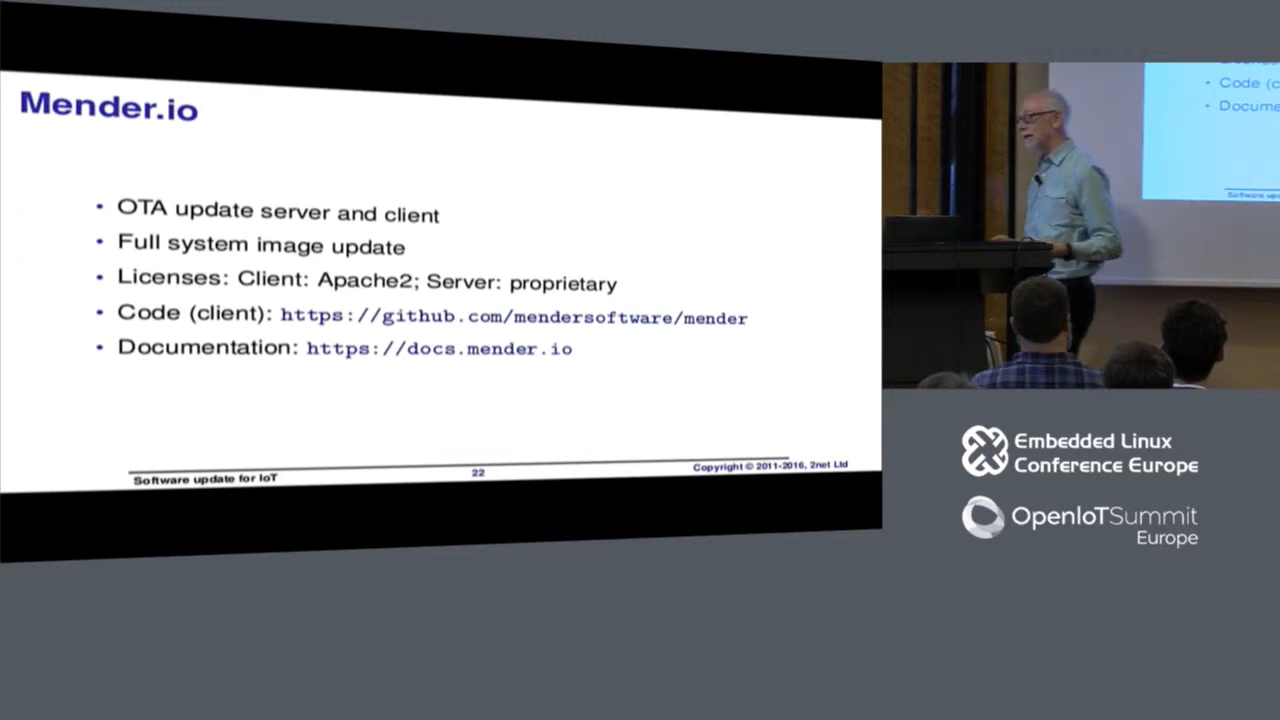 Mender.io
• OTA update server and client
• Full system image update
• Licenses: Client: Apache2; Server: proprietary
• Code (client): https://github.com/mendersoftware/mender
• Documentation: https://docs.mender.io
Software update for IoT
22
Copyright © 2011-2016, 2net Ltd
• Code (c
• Docume
Software up
Embedded Linux
Conference Europe
OpenIoTSummit
Europe